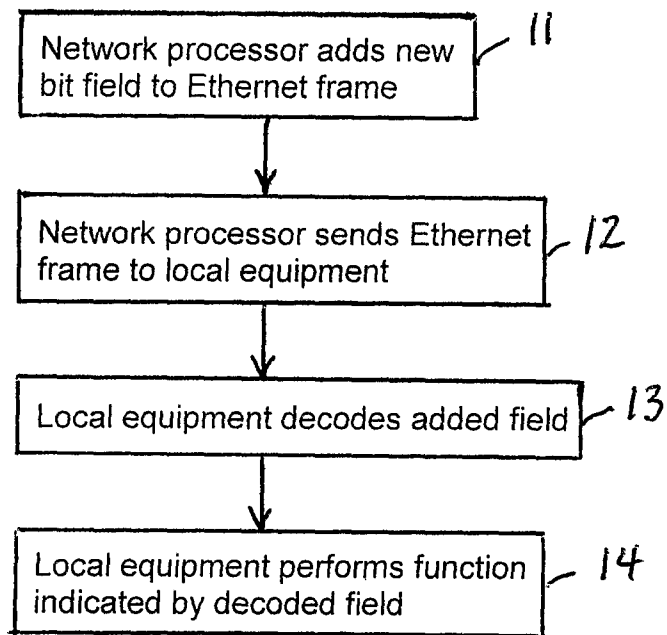 11
Network processor adds new
bit field to Ethernet frame
12
Network processor sends Ethernet
frame to local equipment
13
Local equipment decodes added field
14
Local equipment performs function
indicated by decoded field